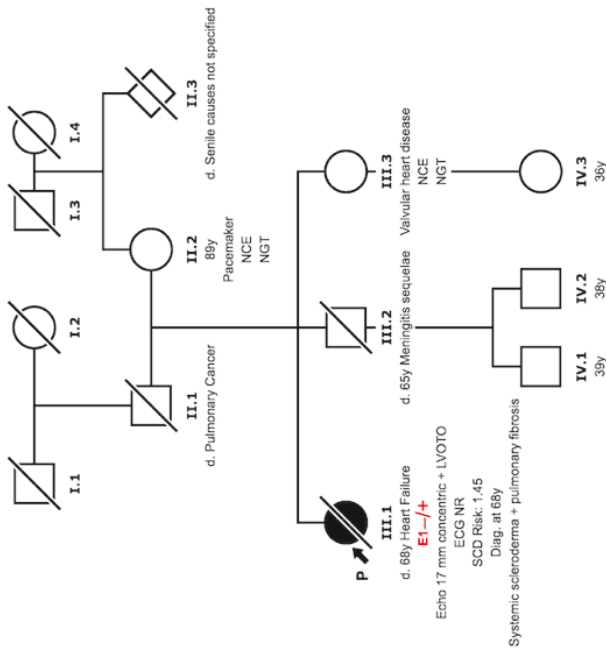 I.1
I.2
I.3
I.4
II.1
d. Pulmonary Cancer
II.2
89y
Pacemaker
NCE
NGT
II.3
d. Senile causes not specified
P
III.1
d. 68y Heart Failure
E1–/+
Echo 17 mm concentric + LVOTO
ECG NR
SCD Risk: 1.45
Diag. at 68y
Systemic scleroderma + pulmonary fibrosis
III.2
d. 65y Meningitis sequelae
III.3
Valvular heart disease
NCE
NGT
IV.1
39y
IV.2
38y
IV.3
36y